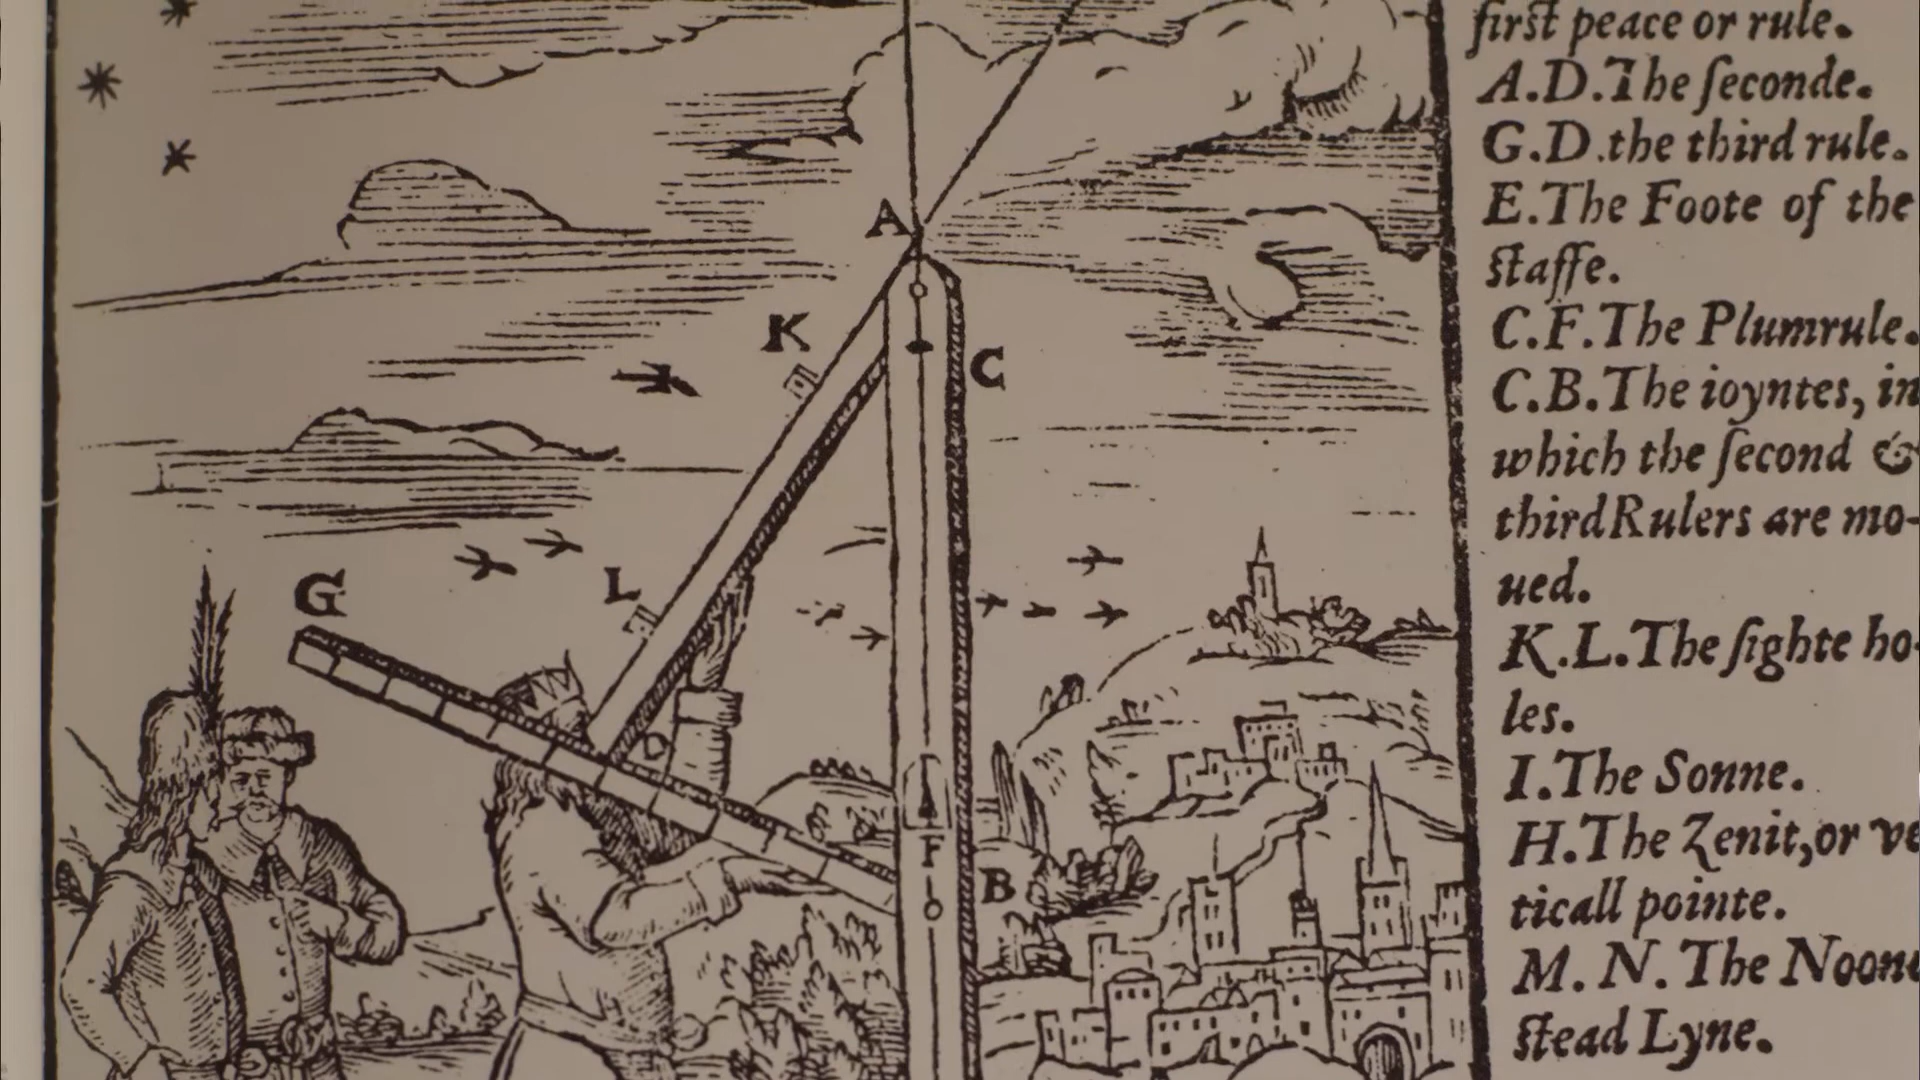 A
K
C
L
G
D
F
B
first peace or rule.
A.D.The ſeconde.
G.D.the third rule.
E.The Foote of the
ſtaffe.
C.F.The Plumrule.
C.B.The ioyntes, in
which the ſecond &
thirdRulers are mo-
ued.
K.L.The ſighte ho-
les.
I.The Sonne.
H.The Zenit,or ve
ticall pointe.
M. N. The Noone
ſtead Lyne.